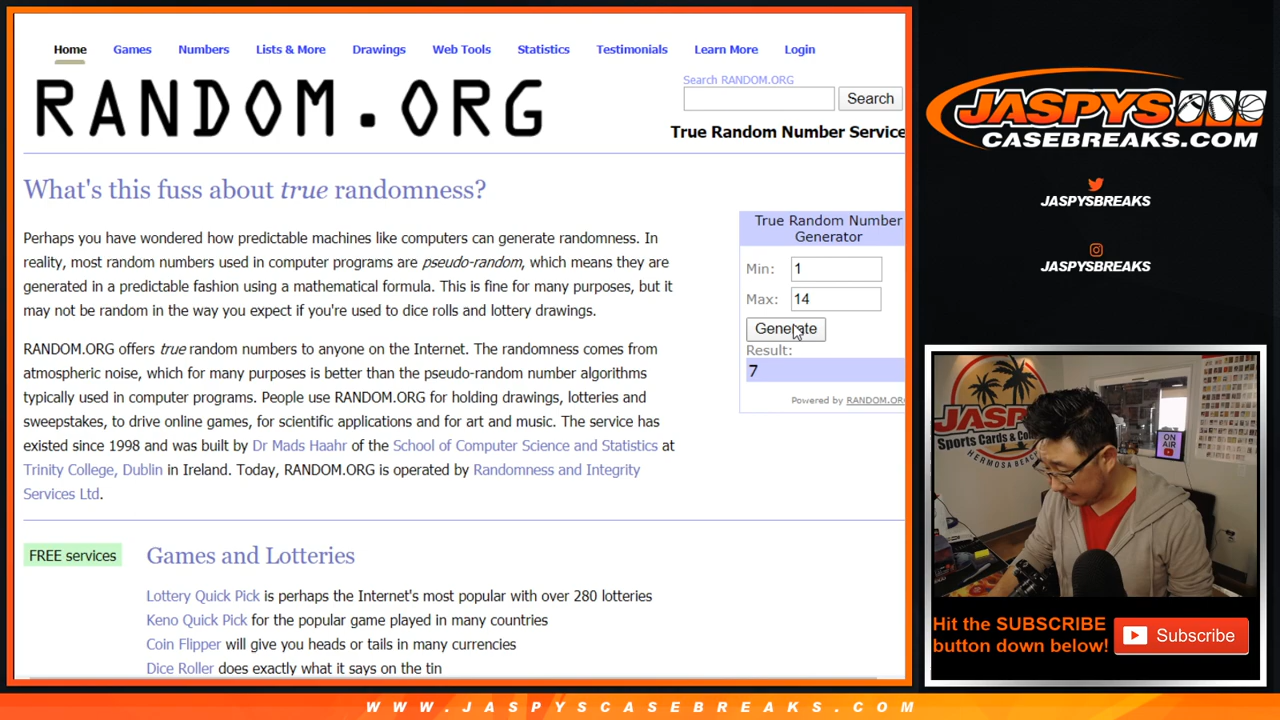 Home Games Numbers Lists & More Drawings Web Tools Statistics Testimonials Learn More Login
RANDOM.ORG
Search RANDOM.ORG
Search
True Random Number Service
What's this fuss about true randomness?
Perhaps you have wondered how predictable machines like computers can generate randomness. In
reality, most random numbers used in computer programs are pseudo-random, which means they are
generated in a predictable fashion using a mathematical formula. This is fine for many purposes, but it
may not be random in the way you expect if you're used to dice rolls and lottery drawings.
RANDOM.ORG offers true random numbers to anyone on the Internet. The randomness comes from
atmospheric noise, which for many purposes is better than the pseudo-random number algorithms
typically used in computer programs. People use RANDOM.ORG for holding drawings, lotteries and
sweepstakes, to drive online games, for scientific applications and for art and music. The service has
existed since 1998 and was built by Dr Mads Haahr of the School of Computer Science and Statistics at
Trinity College, Dublin in Ireland. Today, RANDOM.ORG is operated by Randomness and Integrity
Services Ltd.
True Random Number
Generator
Min: 1
Max: 14
Generate
Result:
7
Powered by RANDOM.ORG
FREE services
Games and Lotteries
Lottery Quick Pick is perhaps the Internet's most popular with over 280 lotteries
Keno Quick Pick for the popular game played in many countries
Coin Flipper will give you heads or tails in many currencies
Dice Roller does exactly what it says on the tin
JASPYS
CASEBREAKS.COM
JASPYSBREAKS
JASPYSBREAKS
JASPY'S
Sports Cards & Co
HERMOSA BEACH
ON
AIR
Hit the SUBSCRIBE
button down below!
Subscribe
WWW.JASPYSCASEBREAKS.COM